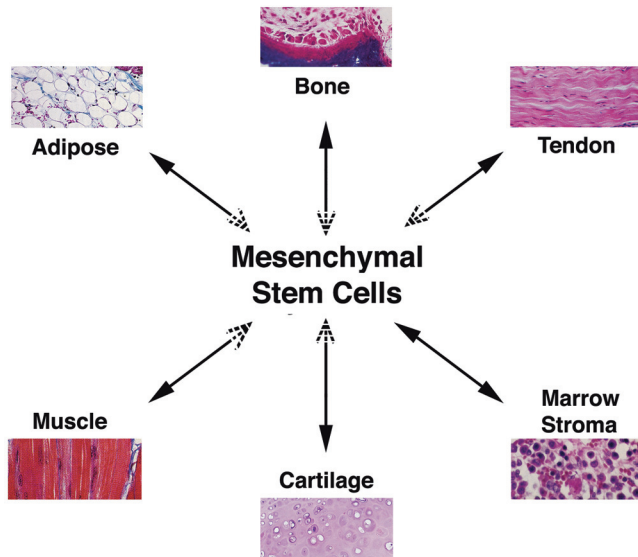 Bone
Adipose
Tendon
Mesenchymal
Stem Cells
Muscle
Marrow
Stroma
Cartilage